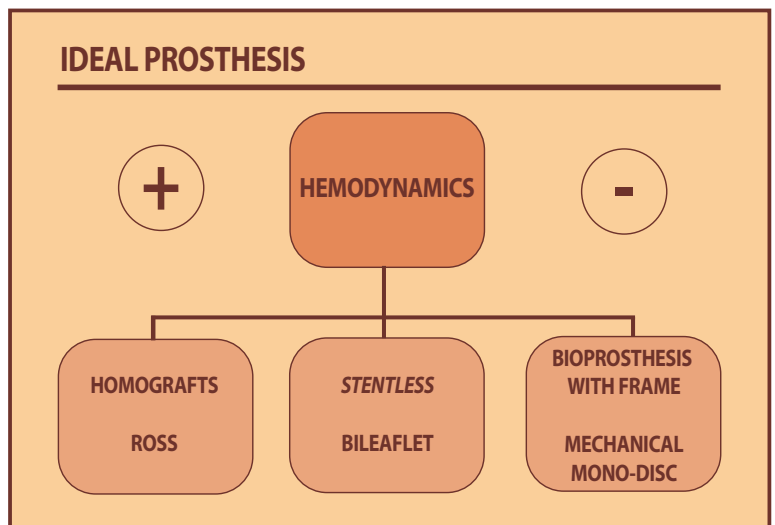 IDEAL PROSTHESIS
+
HEMODYNAMICS
-
HOMOGRAFTS
ROSS
STENTLESS
BILEAFLET
BIOPROSTHESIS
WITH FRAME
MECHANICAL
MONO-DISC